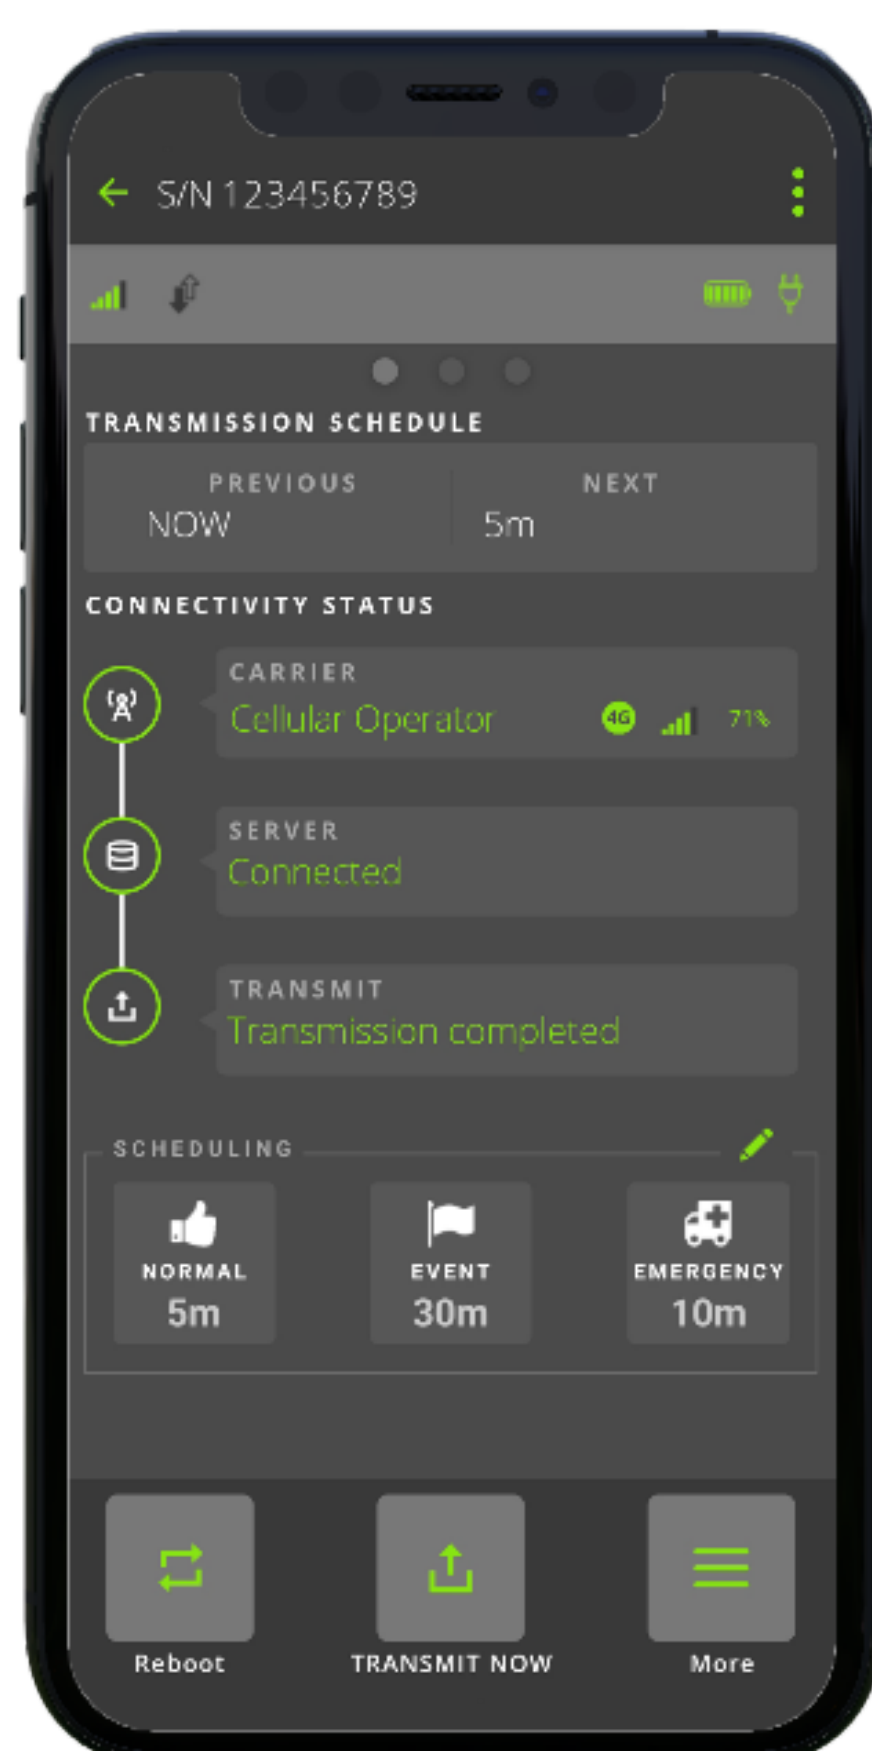 S/N 123456789
TRANSMISSION SCHEDULE
PREVIOUS NEXT
NOW 5m
CONNECTIVITY STATUS
CARRIER
Cellular Operator 4G 71%
SERVER
Connected
TRANSMIT
Transmission completed
SCHEDULING
NORMAL EVENT EMERGENCY
5m 30m 10m
Reboot TRANSMIT NOW More